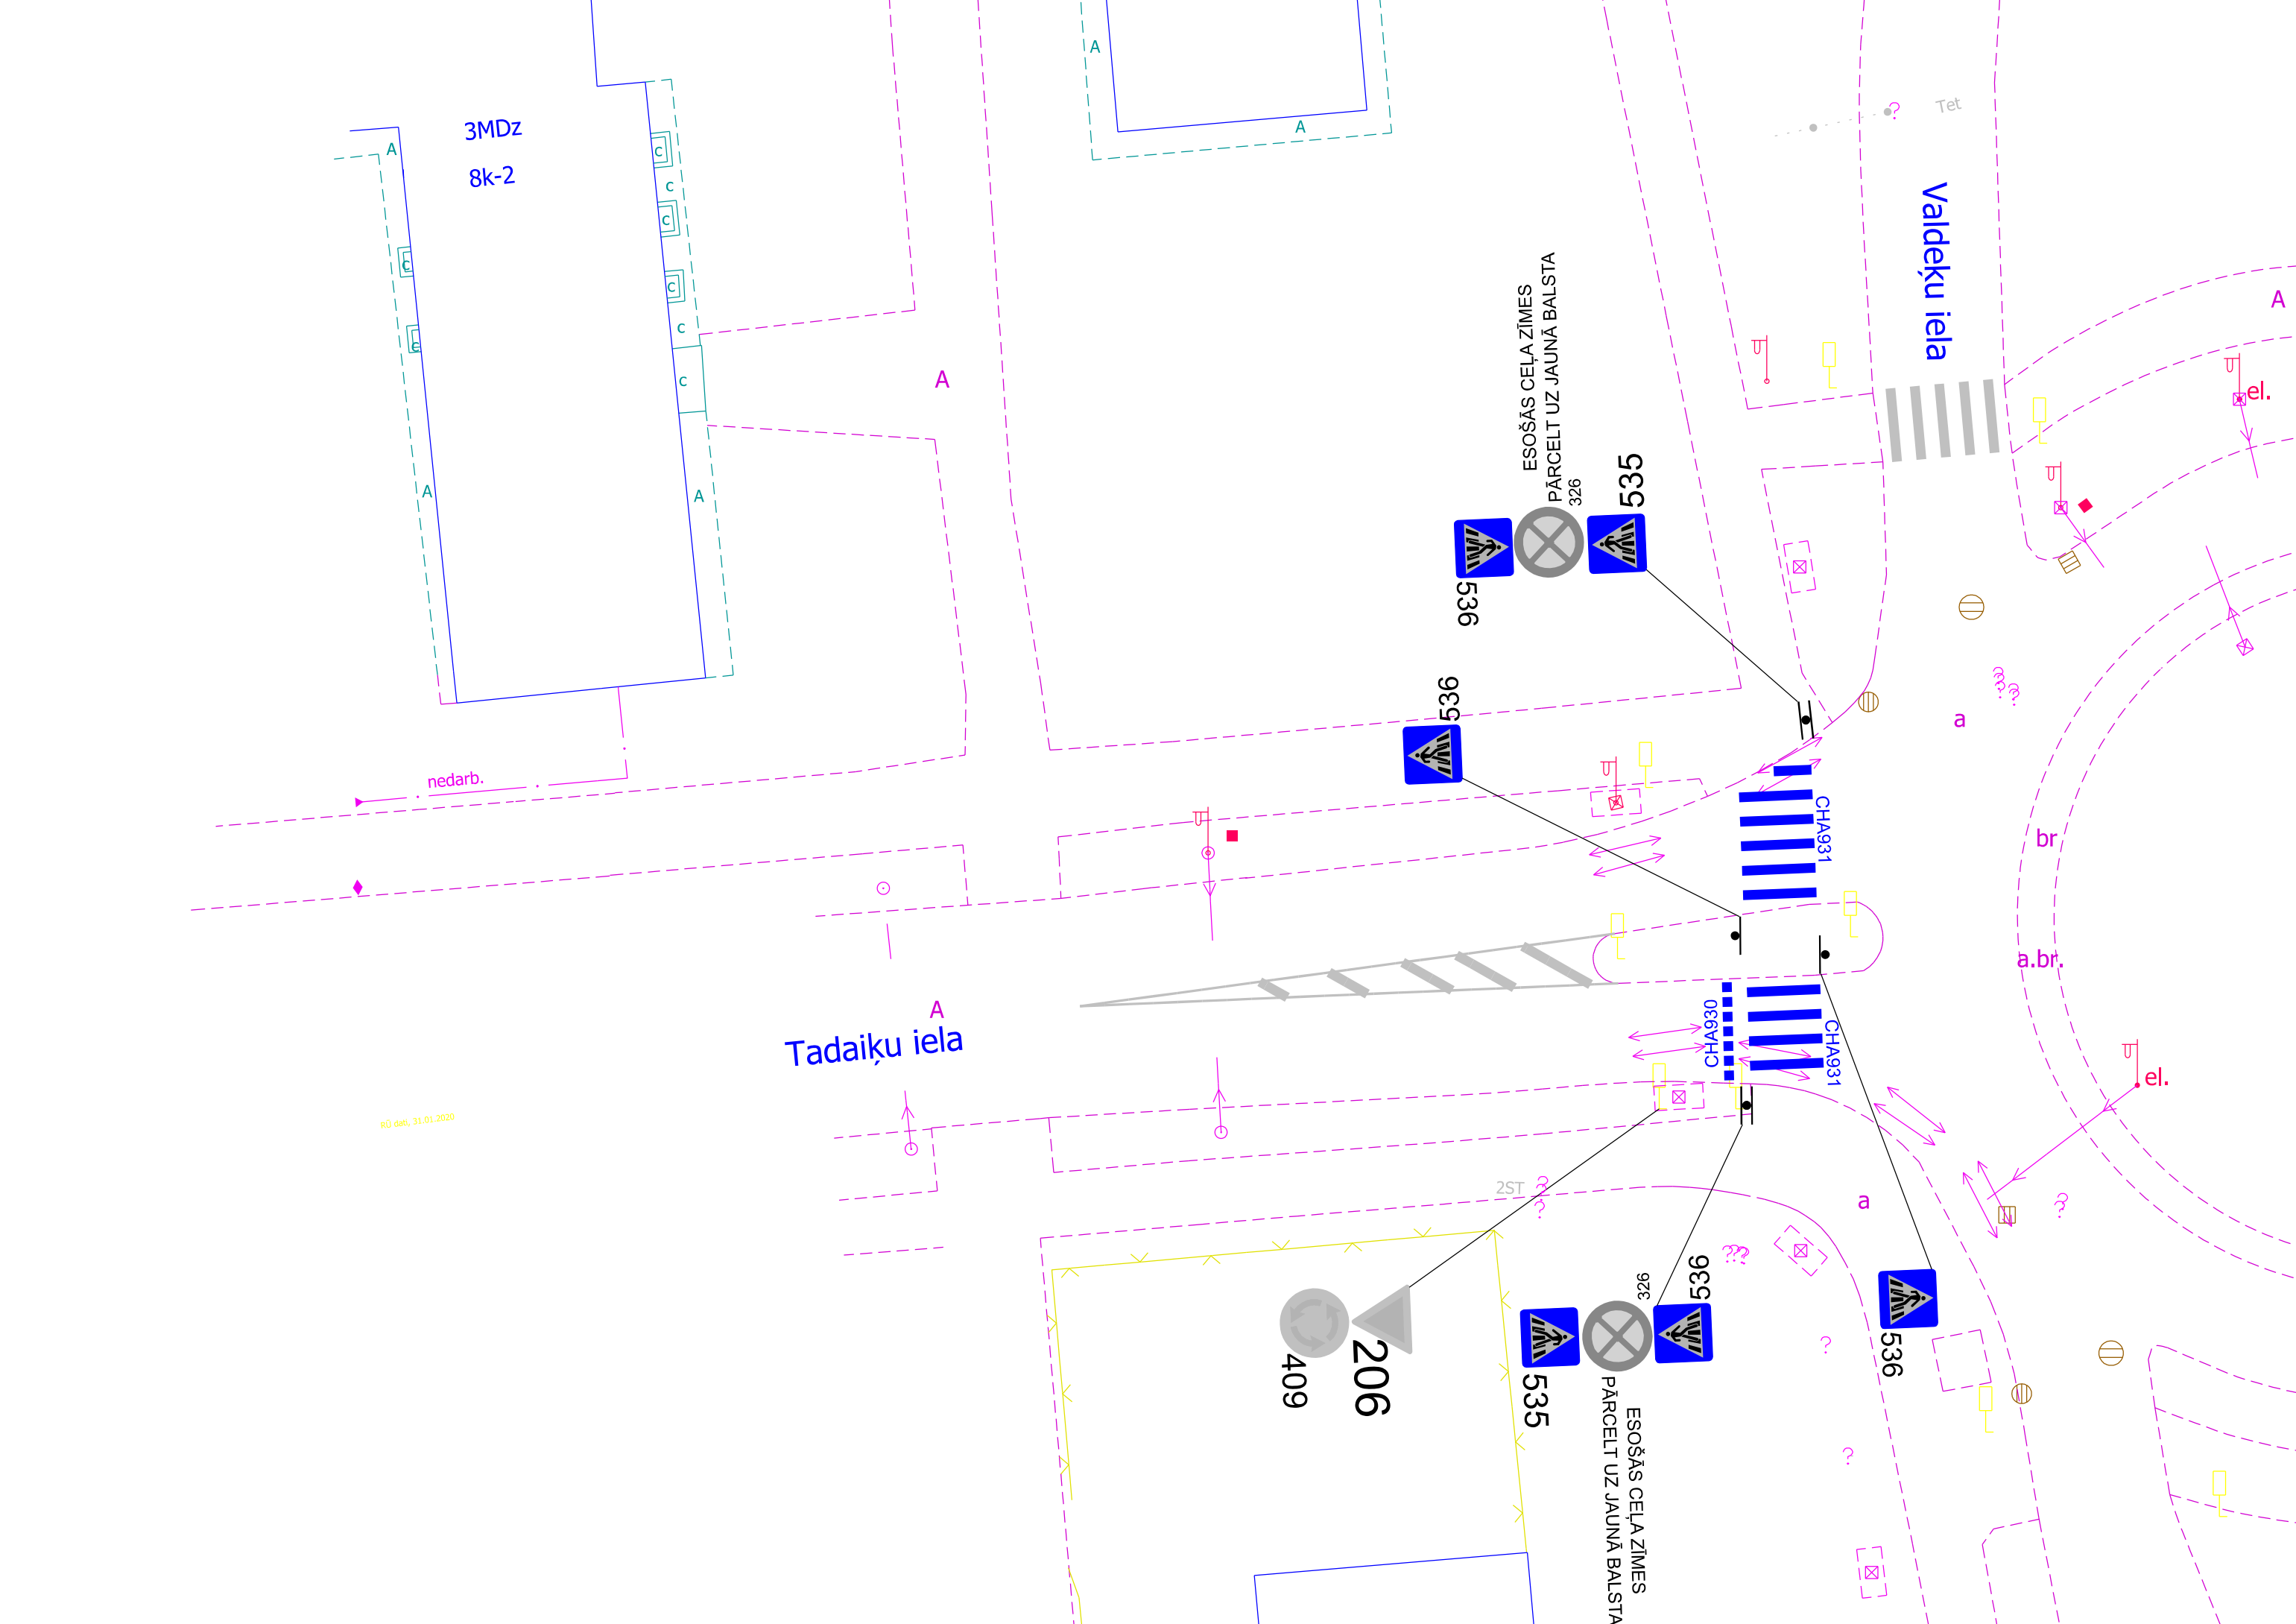 3MDz
8k-2
A
A
A
c
c
c
c
c
c
c
c
A
A
A
A
Tet
Valdeķu iela
A
el.
ESOŠĀS CEĻA ZĪMES
PĀRCELT UZ JAUNĀ BALSTA
326
535
536
536
nedarb.
a
CHA931
br
a.br.
A
Tadaiķu iela
CHA930
CHA931
el.
2ST
a
409
206
535
326
536
536
ESOŠĀS CEĻA ZĪMES
PĀRCELT UZ JAUNĀ BALSTA